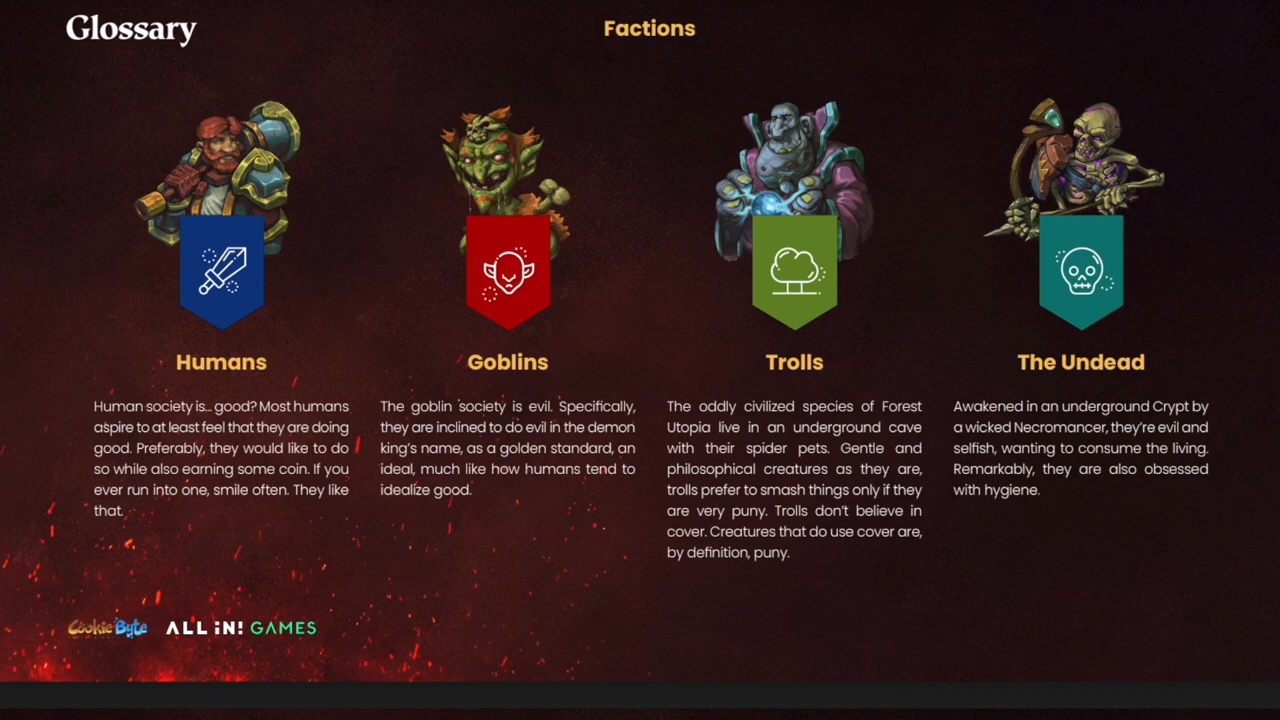 Glossary
Factions
Humans
Human society is... good? Most humans
aspire to at least feel that they are doing
good. Preferably, they would like to do
so while also earning some coin. If you
ever run into one, smile often. They like
that.
Goblins
The goblin society is evil. Specifically,
they are inclined to do evil in the demon
king's name, as a golden standard, an
ideal, much like how humans tend to
idealize good.
Trolls
The oddly civilized species of Forest
Utopia live in an underground cave
with their spider pets. Gentle and
philosophical creatures as they are,
trolls prefer to smash things only if they
are very puny. Trolls don't believe in
cover. Creatures that do use cover are,
by definition, puny.
The Undead
Awakened in an underground Crypt by
a wicked Necromancer, they're evil and
selfish, wanting to consume the living.
Remarkably, they are also obsessed
with hygiene.
CookieByte
ALL iN! GAMES